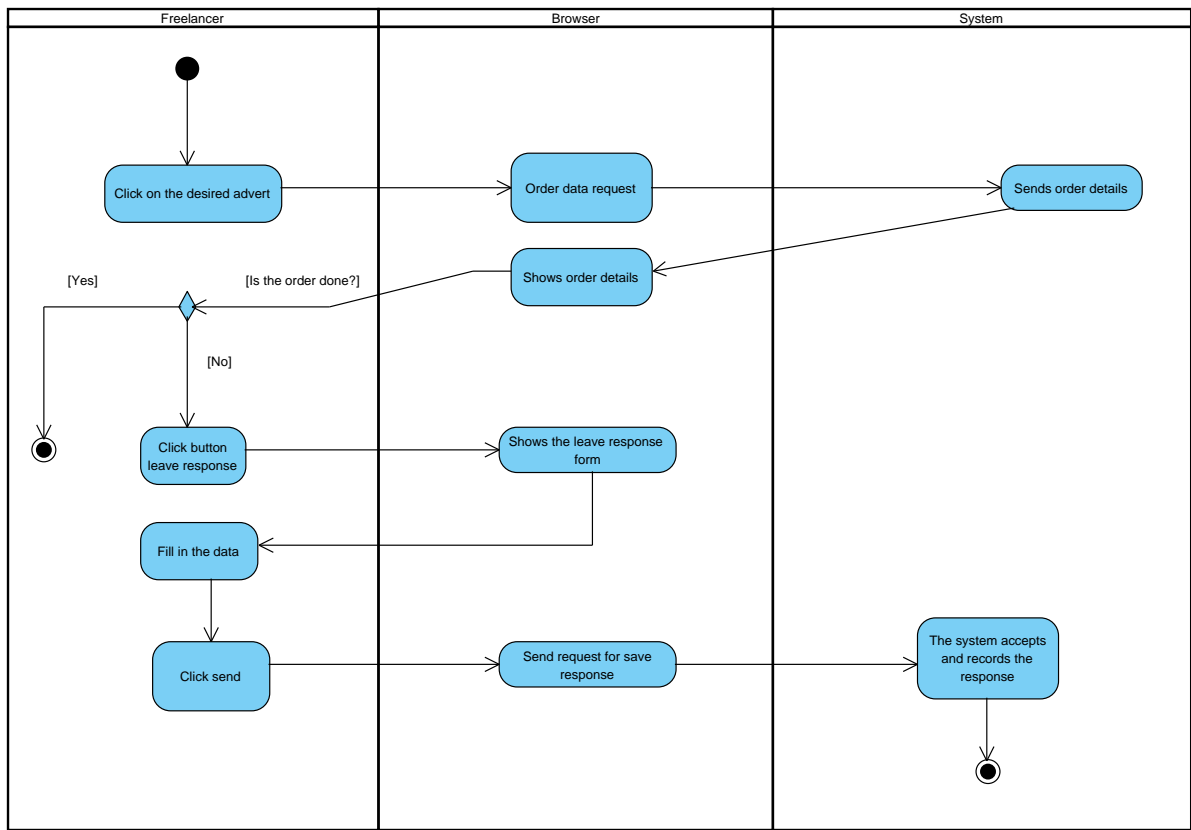 Freelancer
Browser
System
Click on the desired advert
Order data request
Sends order details
Shows order details
[Yes]
[Is the order done?]
[No]
Click button
leave response
Shows the leave response
form
Fill in the data
Click send
Send request for save
response
The system accepts
and records the
response